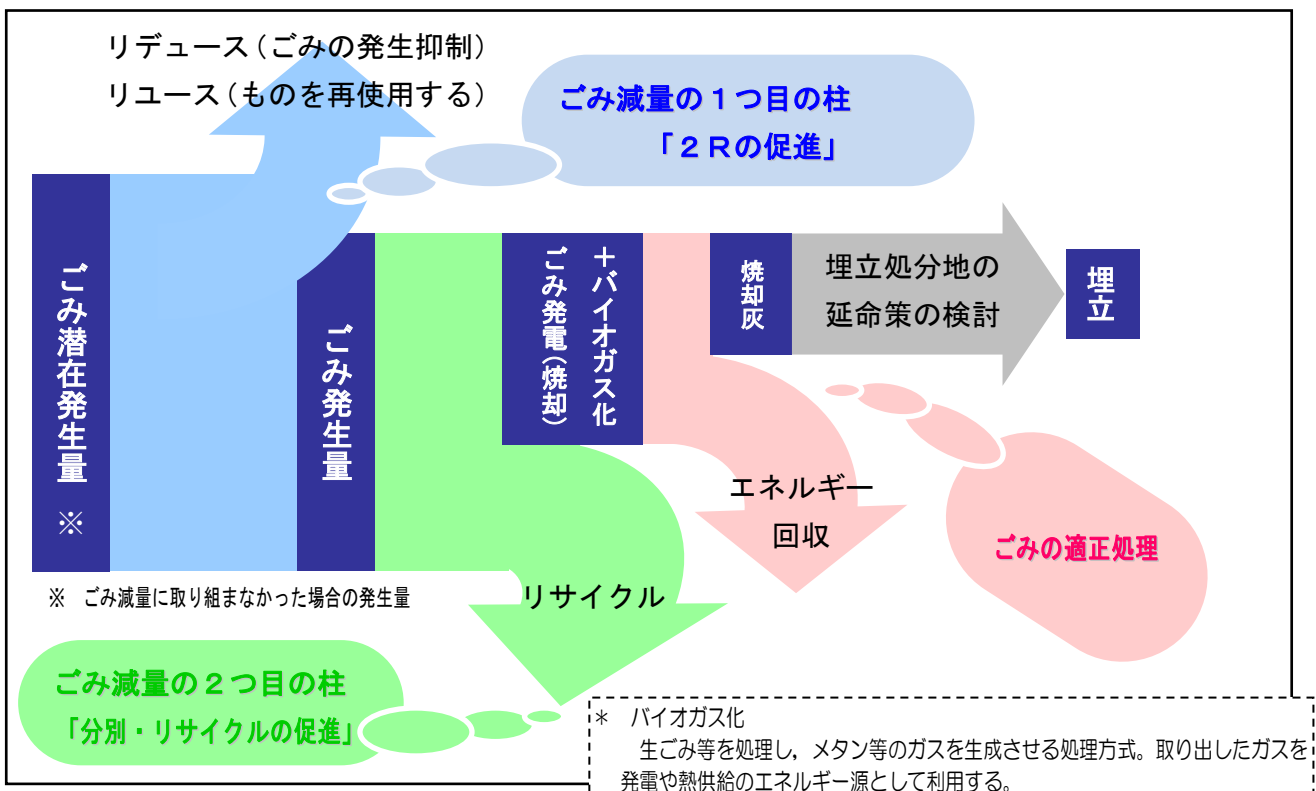 リデュース(ごみの発生抑制)
リユース(ものを再使用する)
ごみ減量の１つ目の柱
「２Ｒの促進」
ごみ潜在発生量 ※
ごみ発生量
ごみ発電(焼却)
＋バイオガス化
焼却灰
埋立処分地の
延命策の検討
埋立
エネルギー
回収
ごみの適正処理
※　ごみ減量に取り組まなかった場合の発生量
リサイクル
ごみ減量の２つ目の柱
「分別・リサイクルの促進」
*　バイオガス化
生ごみ等を処理し，メタン等のガスを生成させる処理方式。取り出したガスを
発電や熱供給のエネルギー源として利用する。